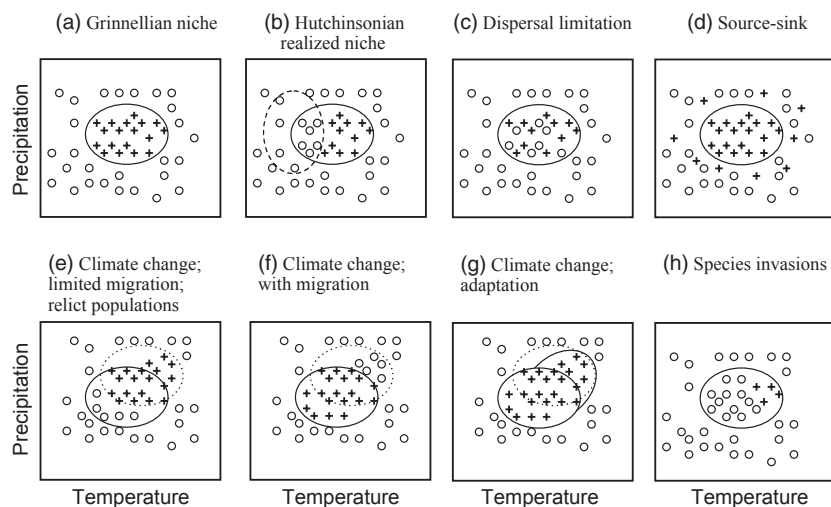 (a) Grinnellian niche
(b) Hutchinsonian
realized niche
(c) Dispersal limitation
(d) Source-sink
Precipitation
(e) Climate change;
limited migration;
relict populations
(f) Climate change;
with migration
(g) Climate change;
adaptation
(h) Species invasions
Precipitation
Temperature
Temperature
Temperature
Temperature